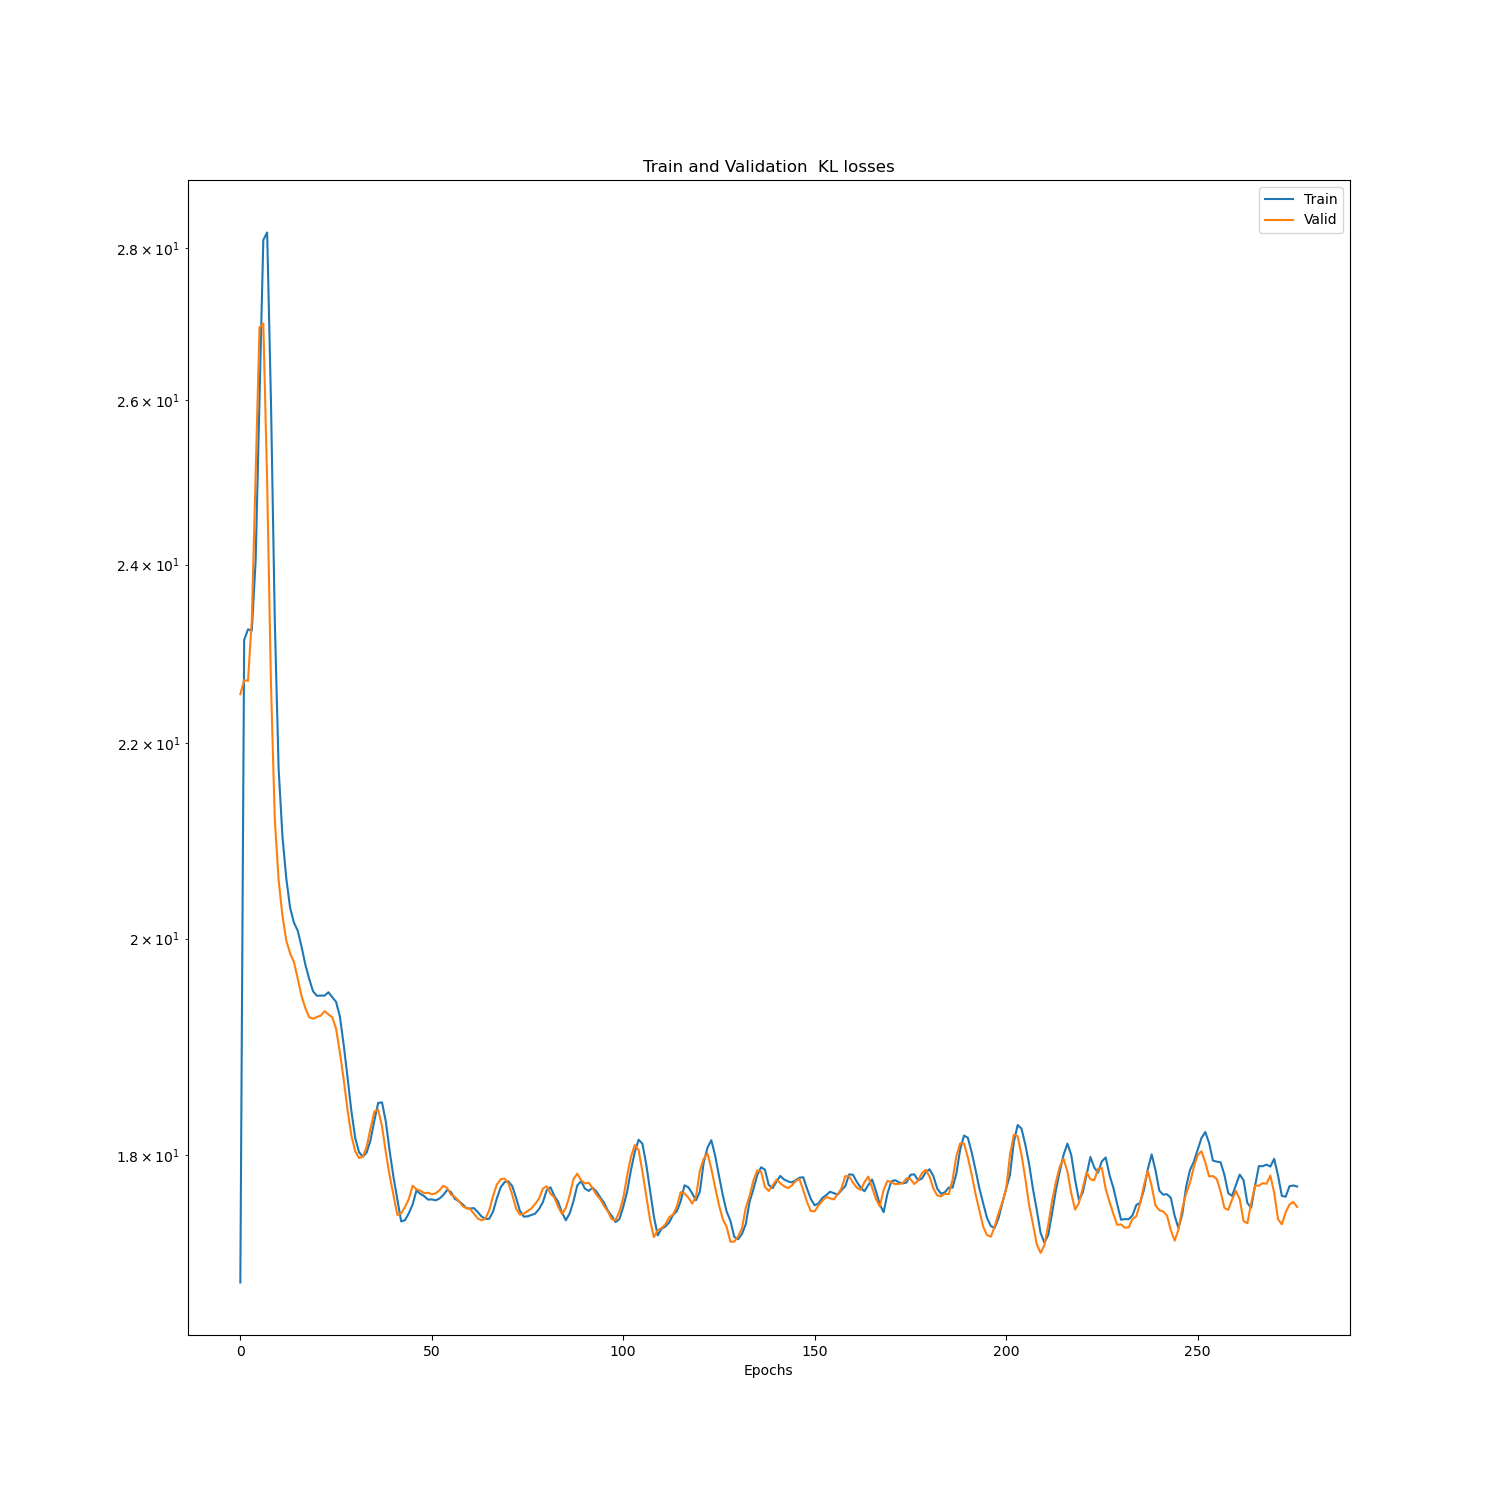 Train and Validation  KL losses
Train
Valid
2.8 × 10¹
2.6 × 10¹
2.4 × 10¹
2.2 × 10¹
2 × 10¹
1.8 × 10¹
0 50 100 150 200 250
Epochs